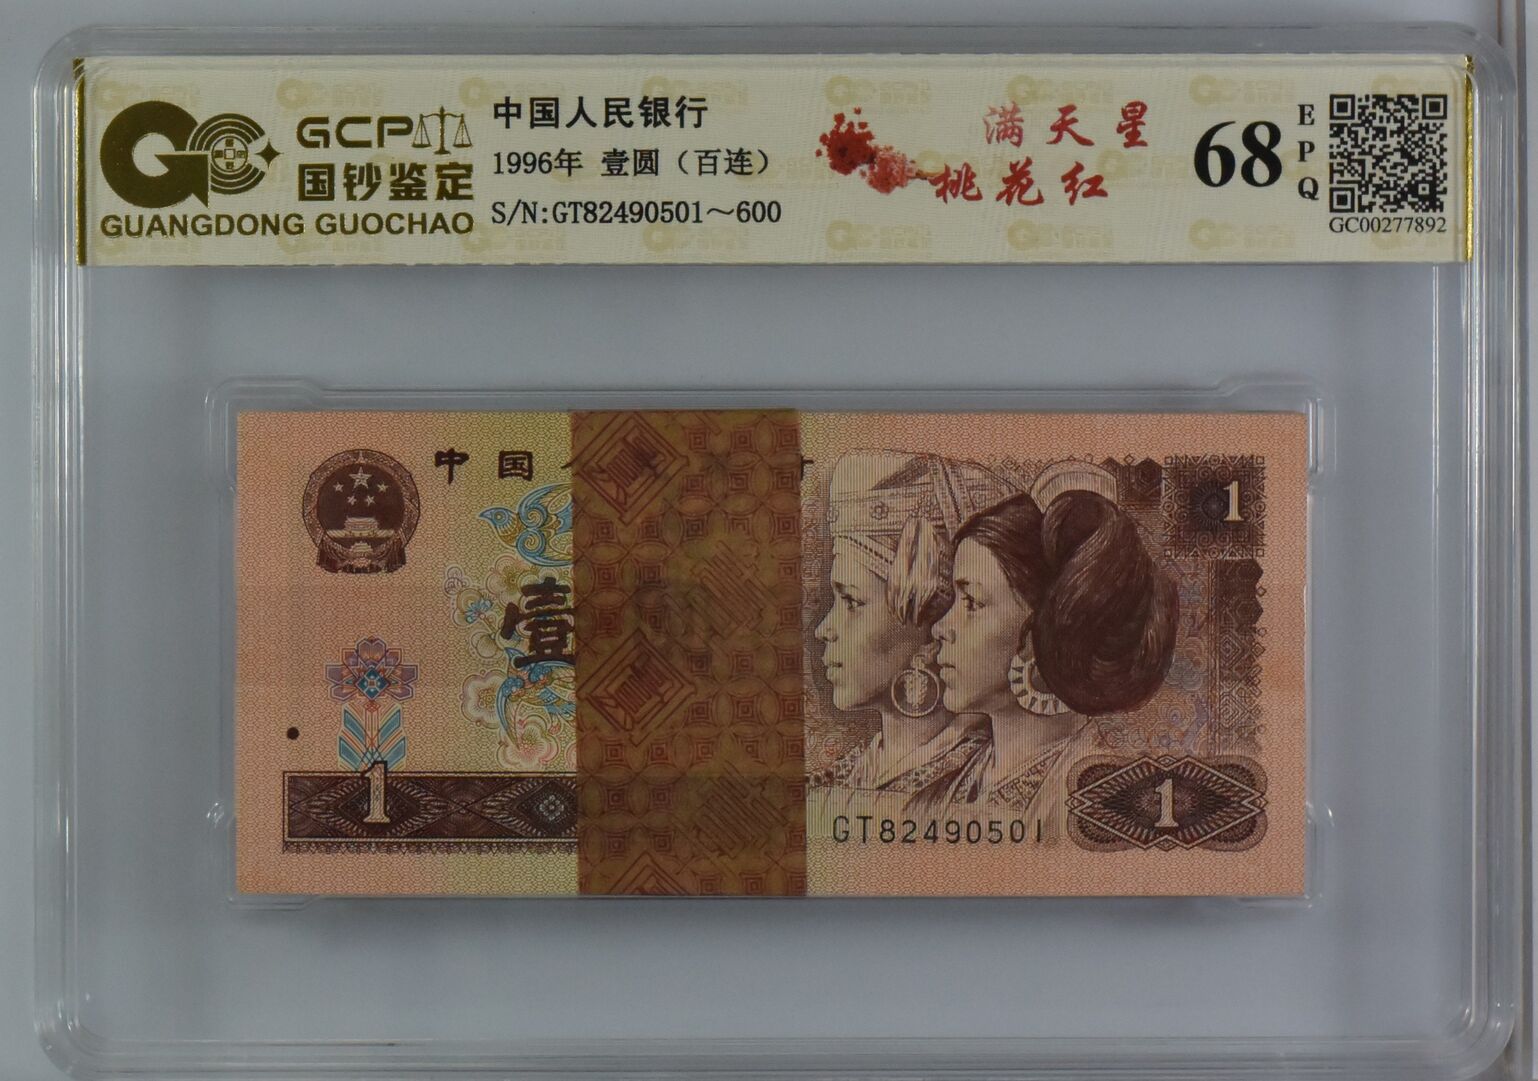 GCP
国钞鉴定
GUANGDONG GUOCHAO
中国人民银行
1996年 壹圆（百连）
S/N:GT82490501～600
满天星
桃花红
68
EPQ
GC00277892
中国
1
壹
1
GT82490501
1